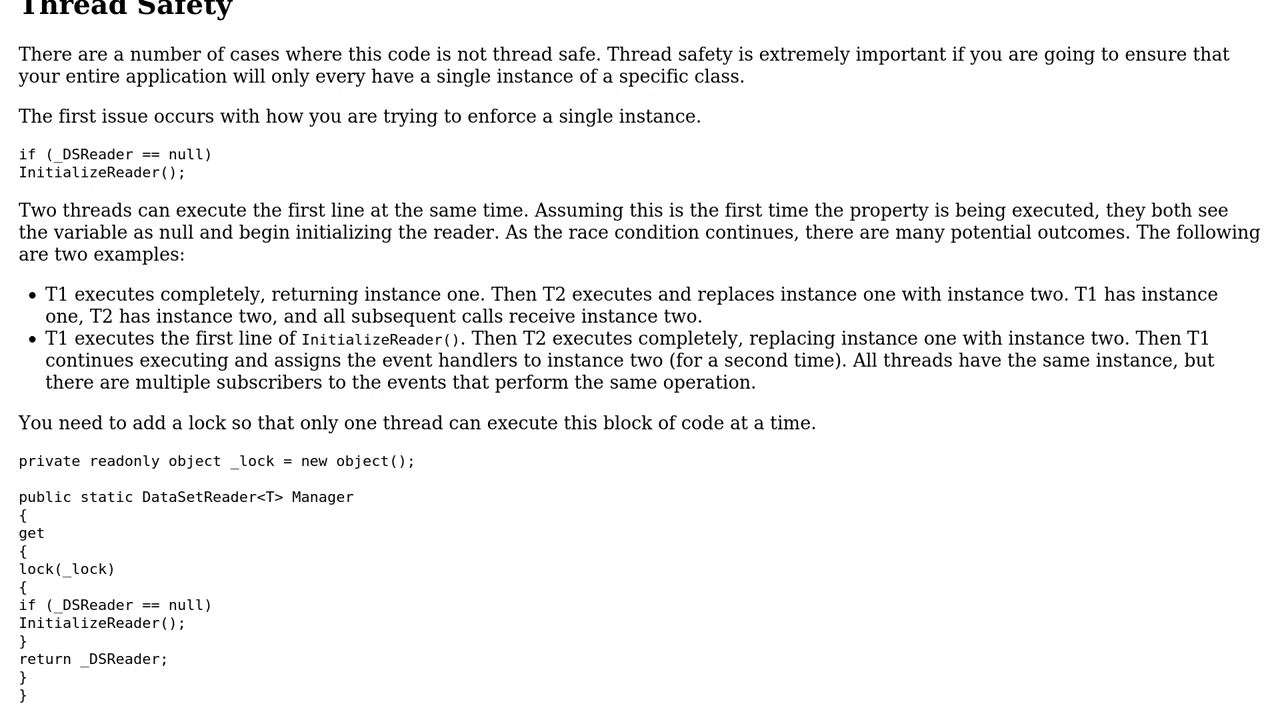 Thread Safety
There are a number of cases where this code is not thread safe. Thread safety is extremely important if you are going to ensure that
your entire application will only every have a single instance of a specific class.
The first issue occurs with how you are trying to enforce a single instance.
if (_DSReader == null)
InitializeReader();
Two threads can execute the first line at the same time. Assuming this is the first time the property is being executed, they both see
the variable as null and begin initializing the reader. As the race condition continues, there are many potential outcomes. The following
are two examples:
• T1 executes completely, returning instance one. Then T2 executes and replaces instance one with instance two. T1 has instance
one, T2 has instance two, and all subsequent calls receive instance two.
• T1 executes the first line of InitializeReader(). Then T2 executes completely, replacing instance one with instance two. Then T1
continues executing and assigns the event handlers to instance two (for a second time). All threads have the same instance, but
there are multiple subscribers to the events that perform the same operation.
You need to add a lock so that only one thread can execute this block of code at a time.
private readonly object _lock = new object();
public static DataSetReader<T> Manager
{
get
{
lock(_lock)
{
if (_DSReader == null)
InitializeReader();
}
return _DSReader;
}
}